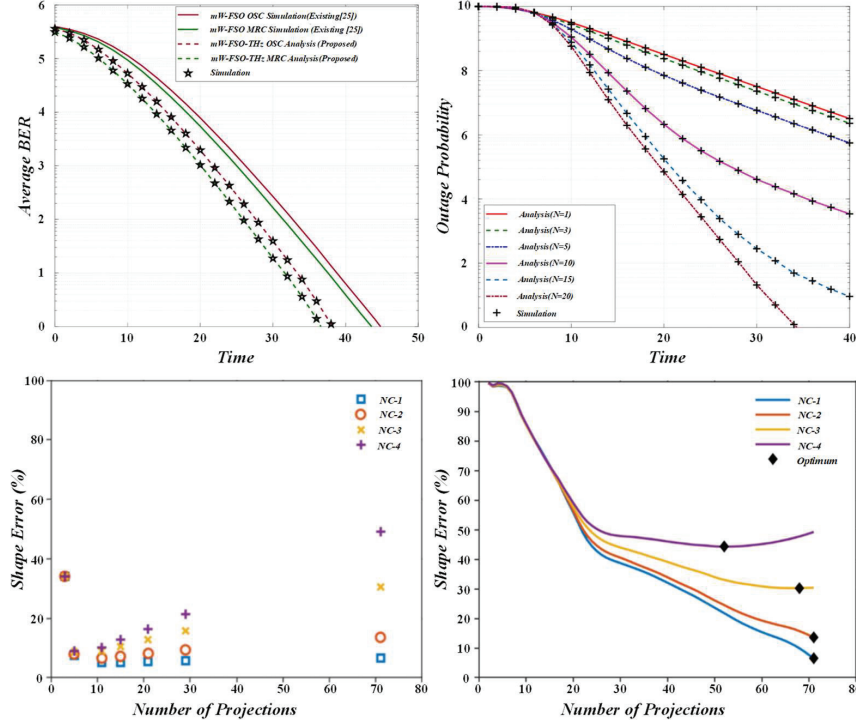 6
5
4
3
2
1
0
0
10
20
30
40
50
Average BER
Time
mW-FSO OSC Simulation(Existing[25])
mW-FSO MRC Simulation (Existing [25])
mW-FSO-THz OSC Analysis (Proposed)
mW-FSO-THz MRC Analysis(Proposed)
Simulation
10
8
6
4
2
0
0
10
20
30
40
Outage Probability
Time
Analysis(N=1)
Analysis(N=3)
Analysis(N=5)
Analysis(N=10)
Analysis(N=15)
Analysis(N=20)
Simulation
100
80
60
40
20
0
0
10
20
30
40
50
60
70
80
Shape Error (%)
Number of Projections
NC-1
NC-2
NC-3
NC-4
100
90
80
70
60
50
40
30
20
10
0
0
10
20
30
40
50
60
70
80
Shape Error (%)
Number of Projections
NC-1
NC-2
NC-3
NC-4
Optimum